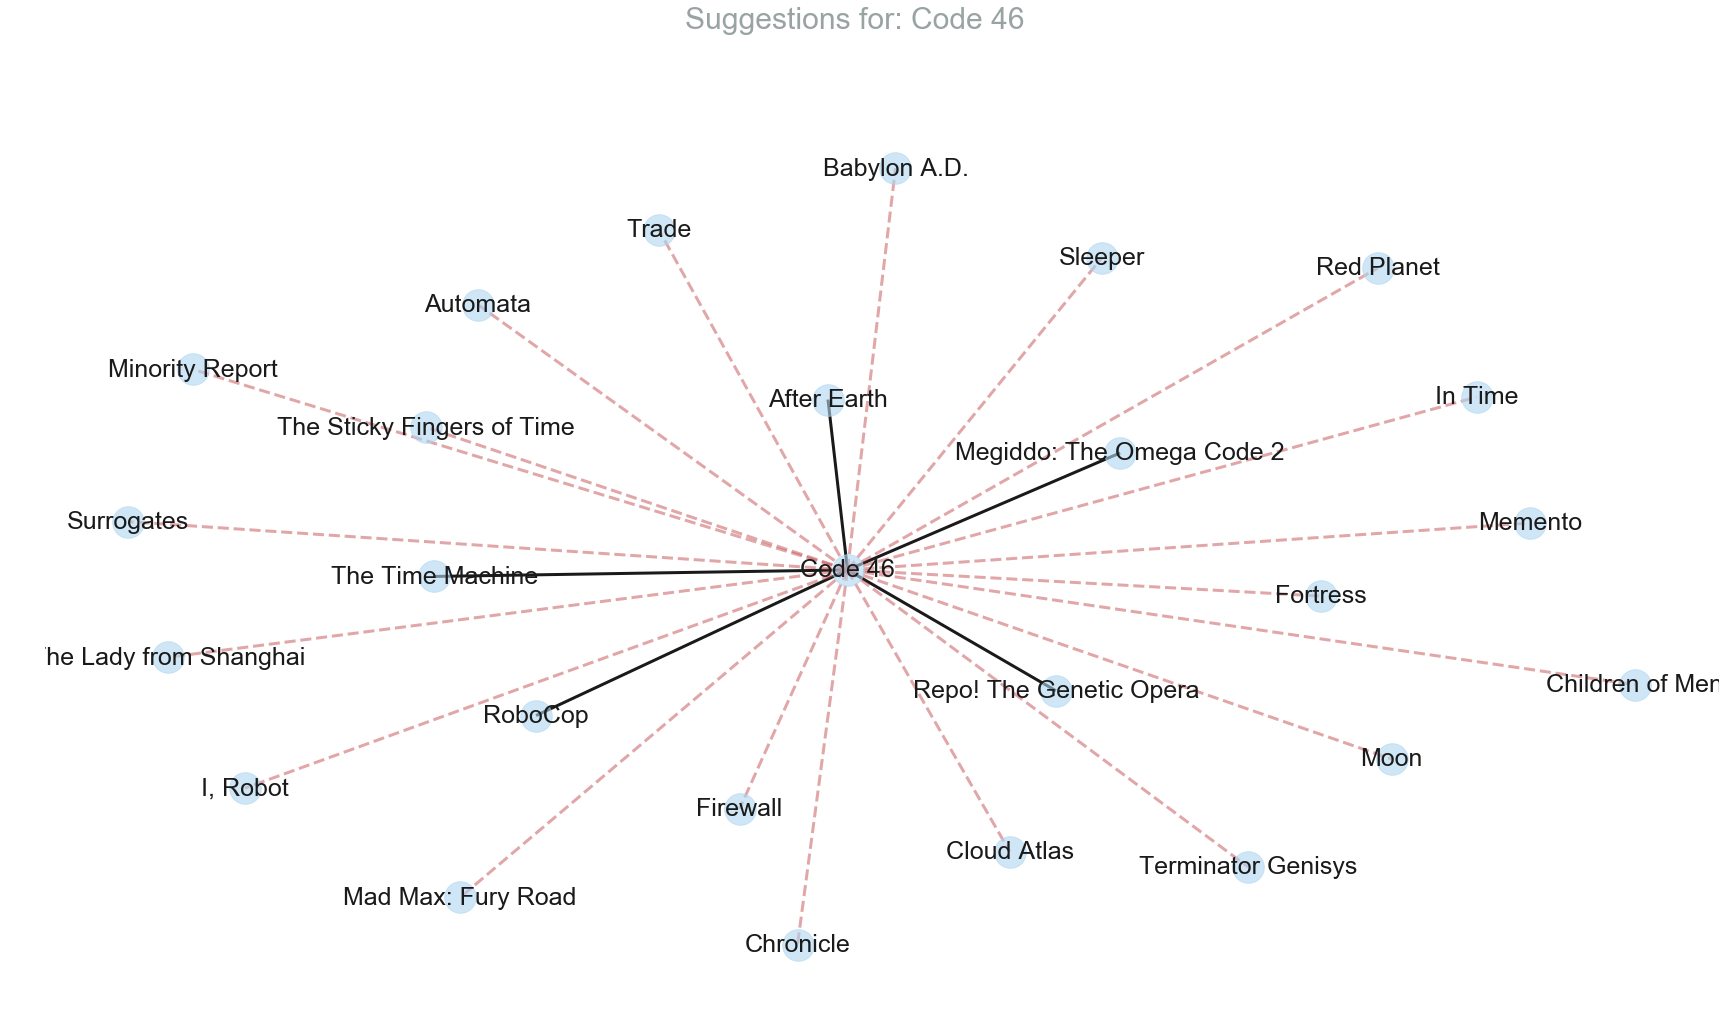 Suggestions for: Code 46
Babylon A.D.
Trade
Sleeper
Red Planet
Automata
Minority Report
After Earth
In Time
The Sticky Fingers of Time
Megiddo: The Omega Code 2
Surrogates
Memento
Code 46
The Time Machine
Fortress
he Lady from Shanghai
Children of Men
Repo! The Genetic Opera
RoboCop
Moon
I, Robot
Firewall
Cloud Atlas
Terminator Genisys
Mad Max: Fury Road
Chronicle